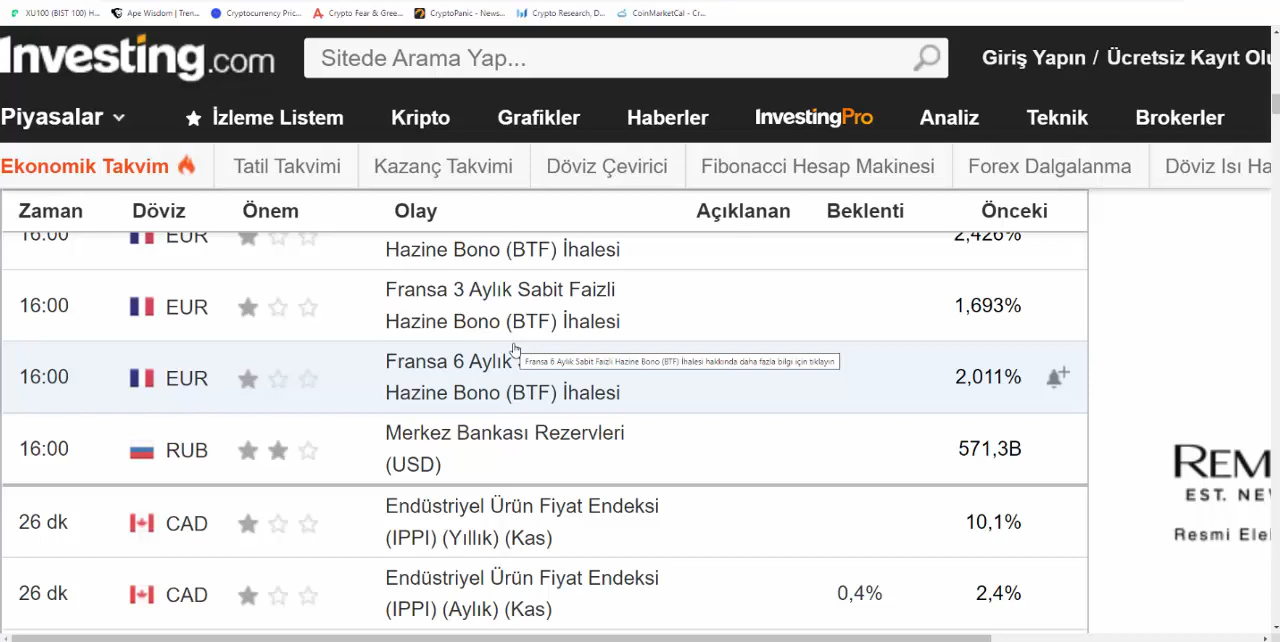 XU100 (BIST 100) H... Ape Wisdom | Tren... Cryptocurrency Pric... Crypto Fear & Gree... CryptoPanic - News... Crypto Research, D... CoinMarketCal - Cr...
Investing.com Sitede Arama Yap... Giriş Yapın / Ücretsiz Kayıt Olu
Piyasalar İzleme Listem Kripto Grafikler Haberler InvestingPro Analiz Teknik Brokerler
Ekonomik Takvim Tatil Takvimi Kazanç Takvimi Döviz Çevirici Fibonacci Hesap Makinesi Forex Dalgalanma Döviz Isı Ha
Zaman Döviz Önem Olay Açıklanan Beklenti Önceki
16:00 EUR 2,426%
Hazine Bono (BTF) İhalesi
Fransa 3 Aylık Sabit Faizli
16:00 EUR 1,693%
Hazine Bono (BTF) İhalesi
Fransa 6 Aylık
Fransa 6 Aylık Sabit Faizli Hazine Bono (BTF) İhalesi hakkında daha fazla bilgi için tıklayın
16:00 EUR 2,011%
Hazine Bono (BTF) İhalesi
Merkez Bankası Rezervleri
16:00 RUB 571,3B
(USD)
REM
EST. NE
Resmi Ele
Endüstriyel Ürün Fiyat Endeksi
26 dk CAD 10,1%
(IPPI) (Yıllık) (Kas)
Endüstriyel Ürün Fiyat Endeksi
26 dk CAD 0,4% 2,4%
(IPPI) (Aylık) (Kas)